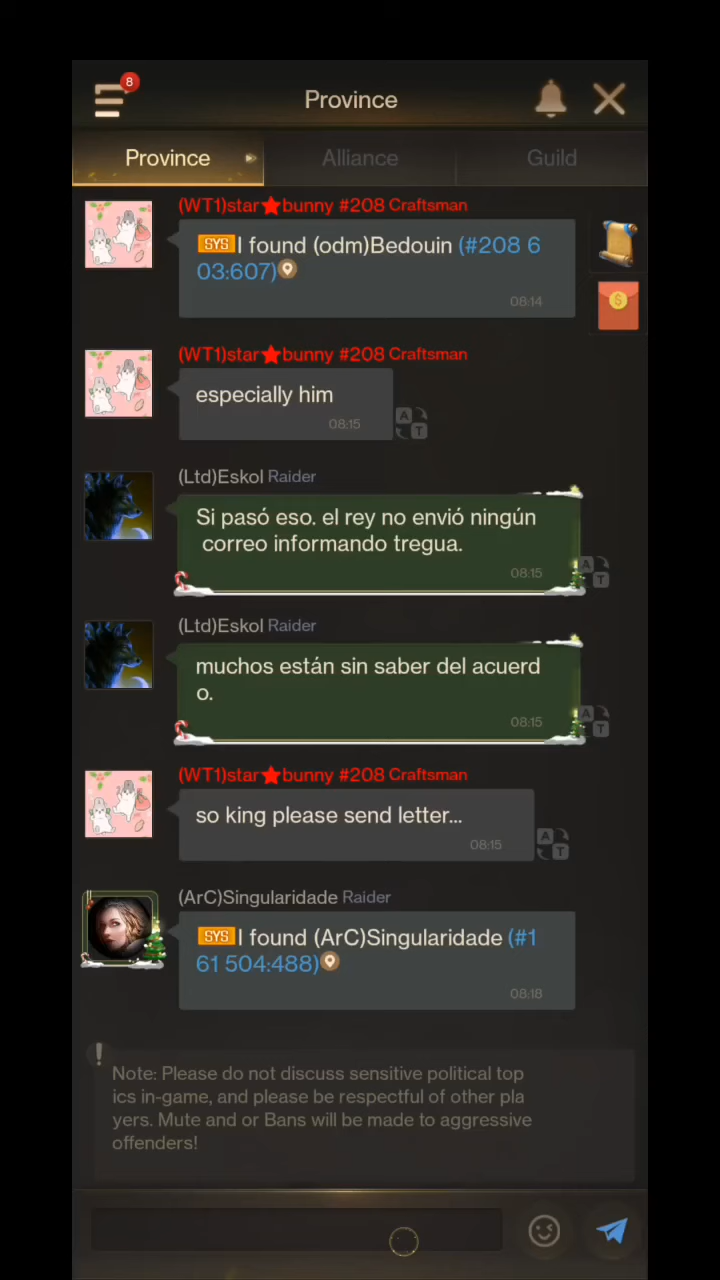 8
Province
Province
Alliance
Guild
(WT1)star★bunny #208 Craftsman
SYS I found (odm)Bedouin (#208 6
03:607)
08:14
(WT1)star★bunny #208 Craftsman
especially him
08:15
A
T
(Ltd)Eskol Raider
Si pasó eso. el rey no envió ningún
correo informando tregua.
08:15
A
T
(Ltd)Eskol Raider
muchos están sin saber del acuerd
o.
08:15
A
T
(WT1)star★bunny #208 Craftsman
so king please send letter...
08:15
A
T
(ArC)Singularidade Raider
SYS I found (ArC)Singularidade (#1
61 504:488)
08:18
Note: Please do not discuss sensitive political top
ics in-game, and please be respectful of other pla
yers. Mute and or Bans will be made to aggressive
offenders!